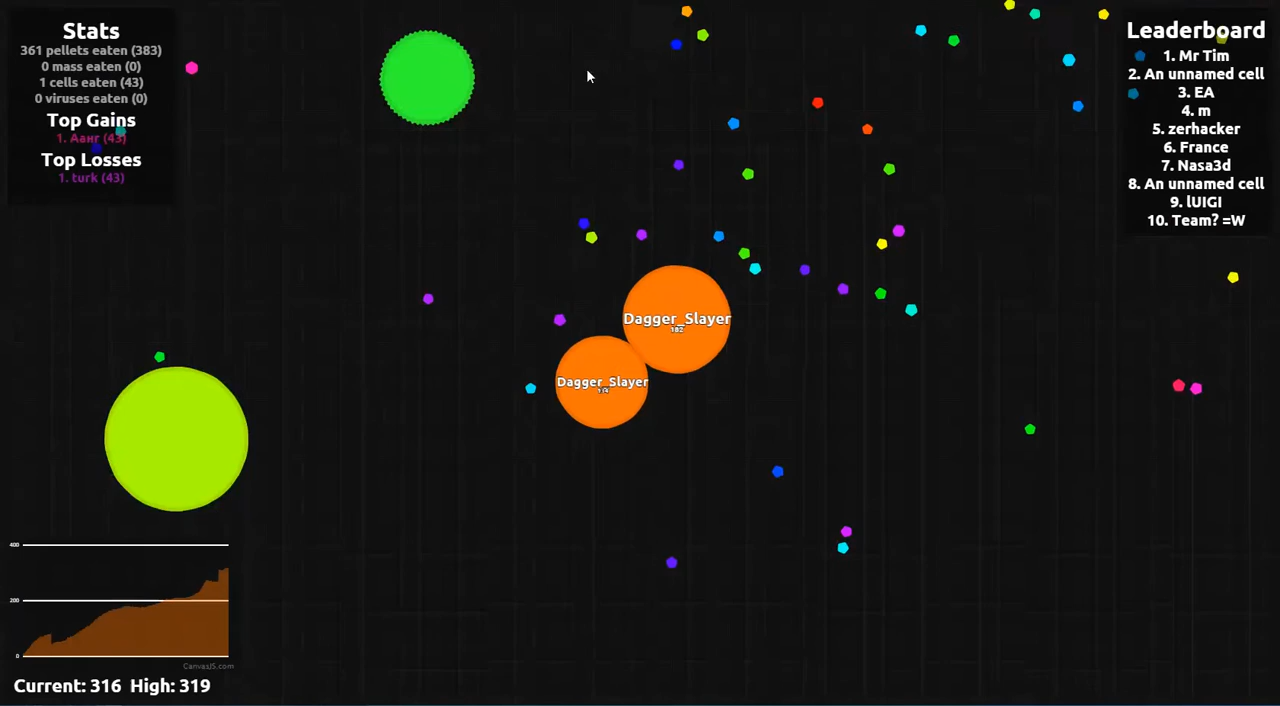 Stats
361 pellets eaten (383)
0 mass eaten (0)
1 cells eaten (43)
0 viruses eaten (0)
Top Gains
1. Аанг (43)
Top Losses
1. turk (43)
Leaderboard
1. Mr Tim
2. An unnamed cell
3. EA
4. m
5. zerhacker
6. France
7. Nasa3d
8. An unnamed cell
9. lUIGI
10. Team? =W
Dagger_Slayer
182
Dagger_Slayer
134
400
200
0
CanvasJS.com
Current: 316 High: 319